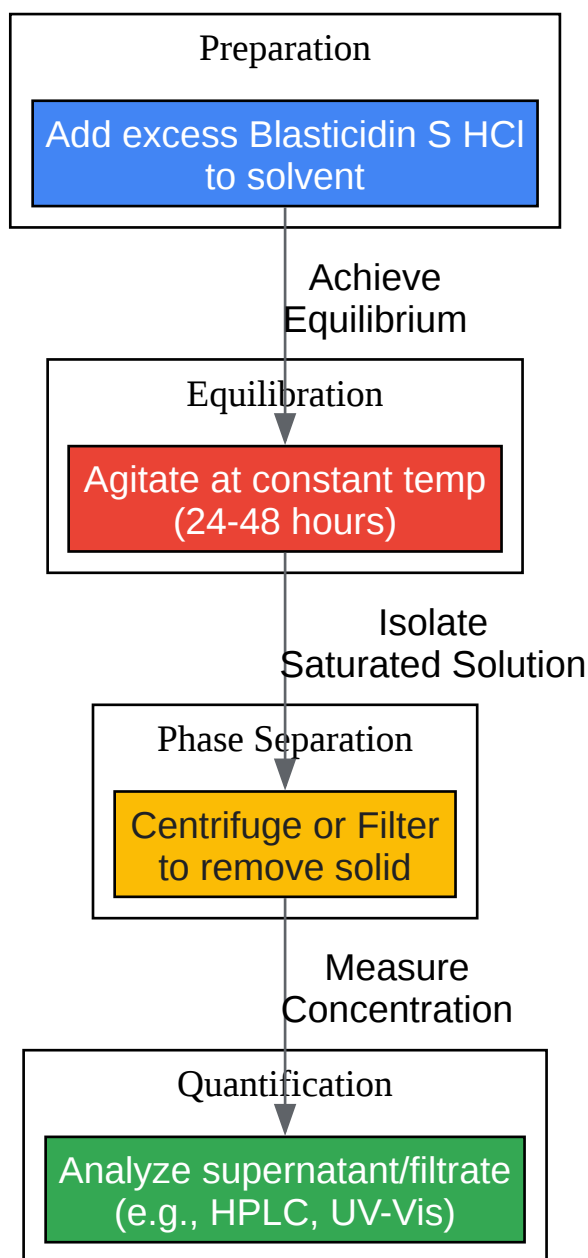 Preparation
Add excess Blasticidin S HCl
to solvent
Achieve
Equilibrium
Equilibration
Agitate at constant temp
(24-48 hours)
Isolate
Saturated Solution
Phase Separation
Centrifuge or Filter
to remove solid
Measure
Concentration
Quantification
Analyze supernatant/filtrate
(e.g., HPLC, UV-Vis)